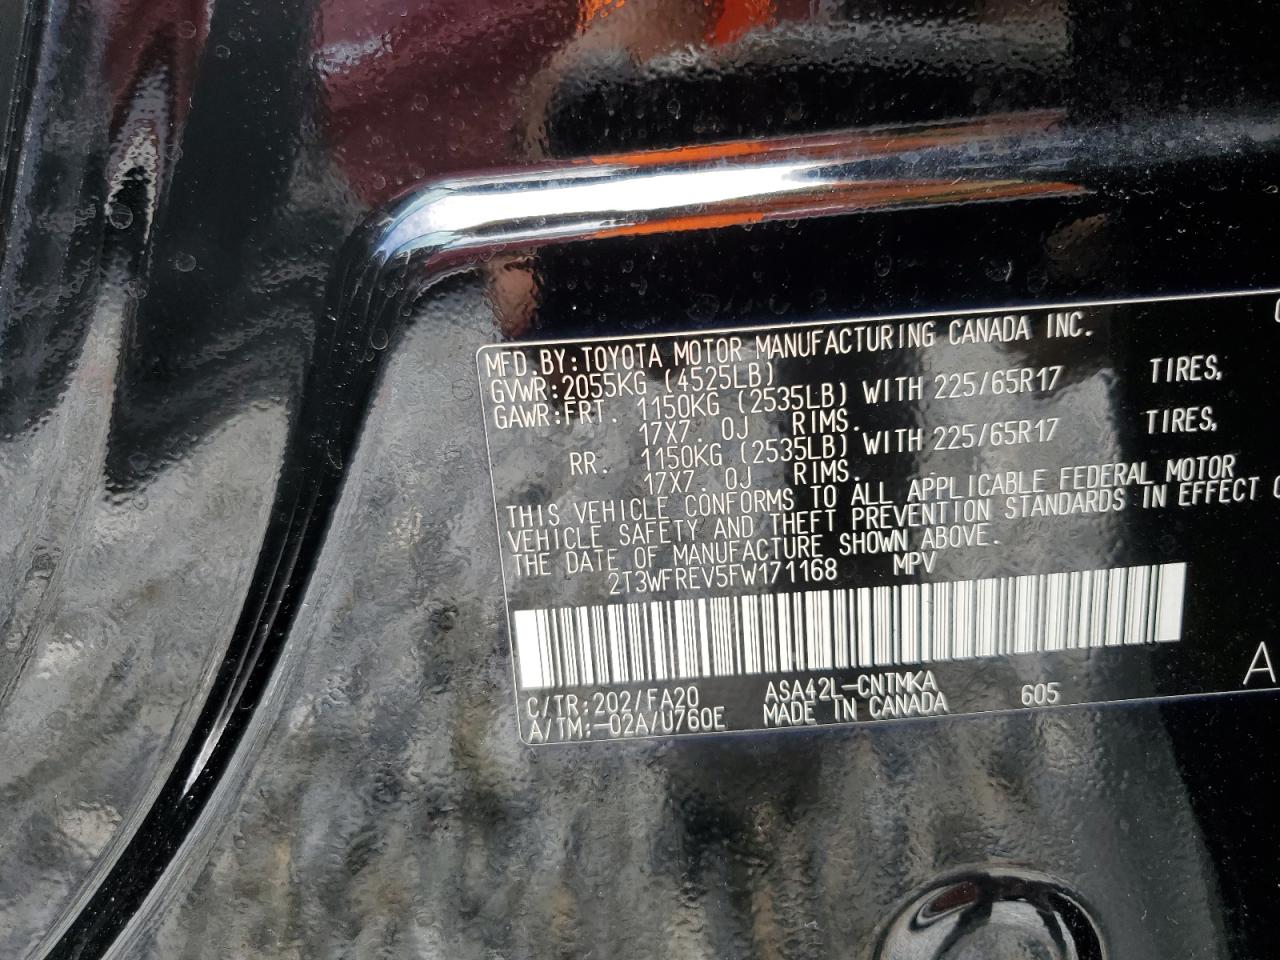 MFD.BY:TOYOTA MOTOR MANUFACTURING CANADA INC.
GVWR:2055KG (4525LB)
GAWR:FRT. 1150KG (2535LB) WITH 225/65R17 TIRES,
17X7.0J RIMS.
RR. 1150KG (2535LB) WITH 225/65R17 TIRES,
17X7.0J RIMS.
THIS VEHICLE CONFORMS TO ALL APPLICABLE FEDERAL MOTOR
VEHICLE SAFETY AND THEFT PREVENTION STANDARDS IN EFFECT
THE DATE OF MANUFACTURE SHOWN ABOVE.
2T3WFREV5FW171168 MPV
C/TR:202/FA20 ASA42L-CNTMKA 605 A
A/TM:-02A/U760E MADE IN CANADA